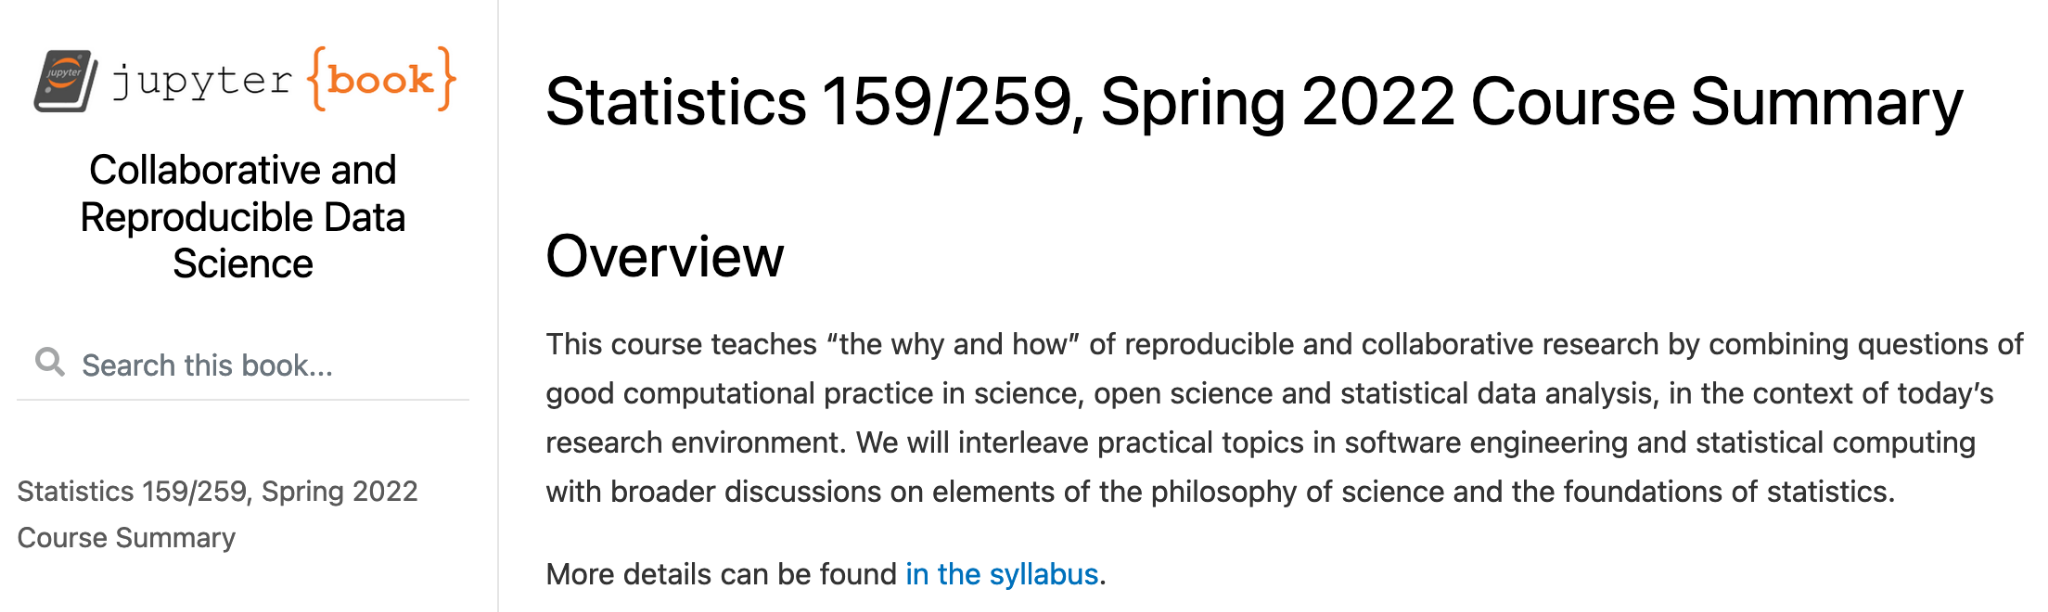 jupyter {book}
Collaborative and
Reproducible Data
Science
Search this book...
Statistics 159/259, Spring 2022
Course Summary
Statistics 159/259, Spring 2022 Course Summary
Overview
This course teaches “the why and how” of reproducible and collaborative research by combining questions of
good computational practice in science, open science and statistical data analysis, in the context of today’s
research environment. We will interleave practical topics in software engineering and statistical computing
with broader discussions on elements of the philosophy of science and the foundations of statistics.
More details can be found in the syllabus.